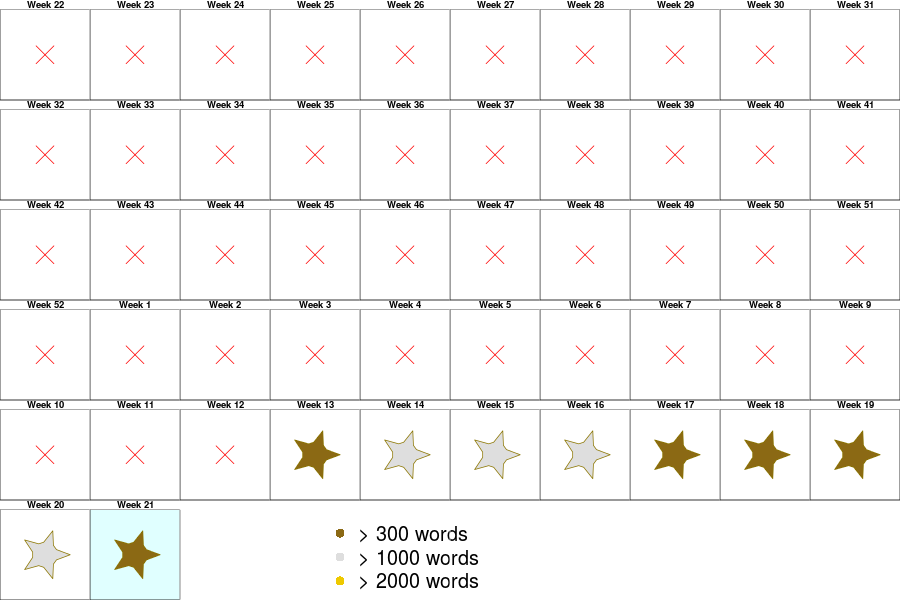 Week 22 Week 23 Week 24 Week 25 Week 26 Week 27 Week 28 Week 29 Week 30 Week 31
Week 32 Week 33 Week 34 Week 35 Week 36 Week 37 Week 38 Week 39 Week 40 Week 41
Week 42 Week 43 Week 44 Week 45 Week 46 Week 47 Week 48 Week 49 Week 50 Week 51
Week 52 Week 1 Week 2 Week 3 Week 4 Week 5 Week 6 Week 7 Week 8 Week 9
Week 10 Week 11 Week 12 Week 13 Week 14 Week 15 Week 16 Week 17 Week 18 Week 19
Week 20 Week 21
> 300 words
> 1000 words
> 2000 words